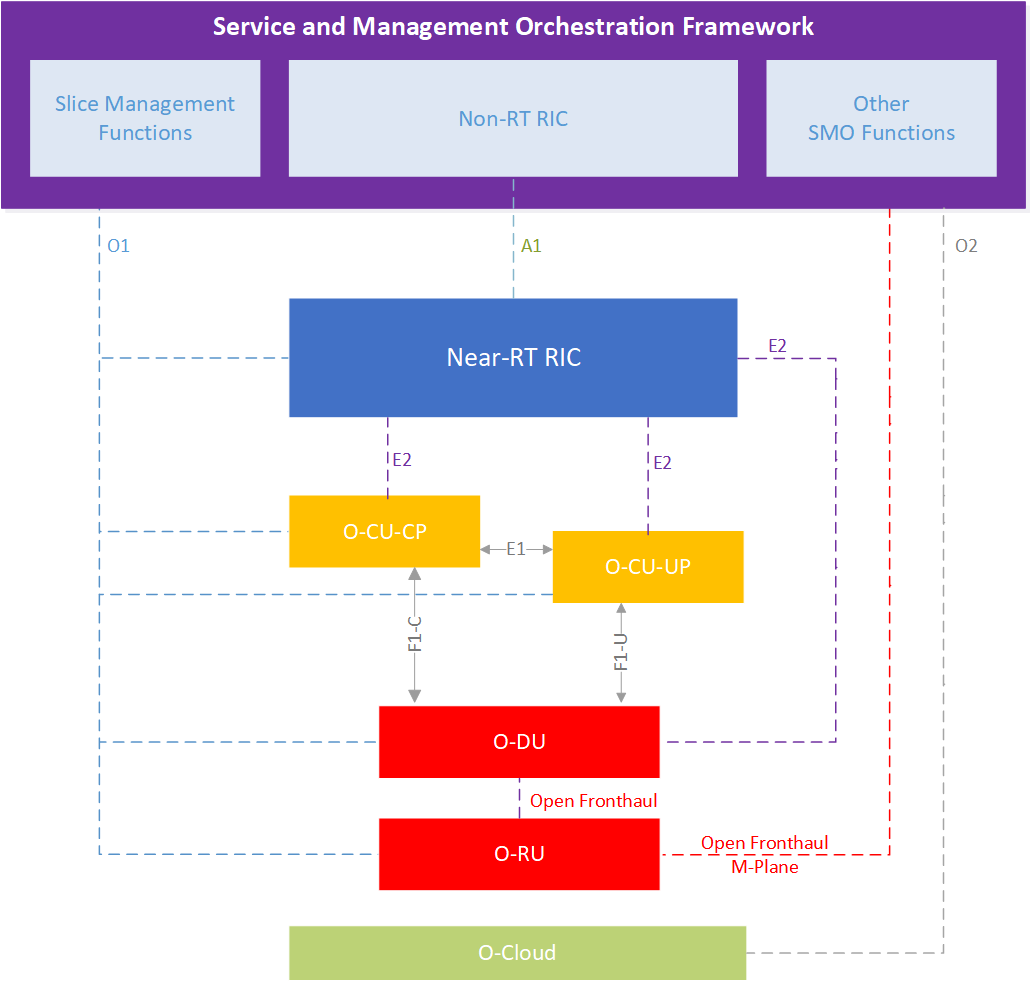 Service and Management Orchestration Framework
Slice Management
Functions
Non-RT RIC
Other
SMO Functions
O1
A1
O2
Near-RT RIC
E2
E2
E2
O-CU-CP
E1
O-CU-UP
F1-C
F1-U
O-DU
Open Fronthaul
O-RU
Open Fronthaul
M-Plane
O-Cloud